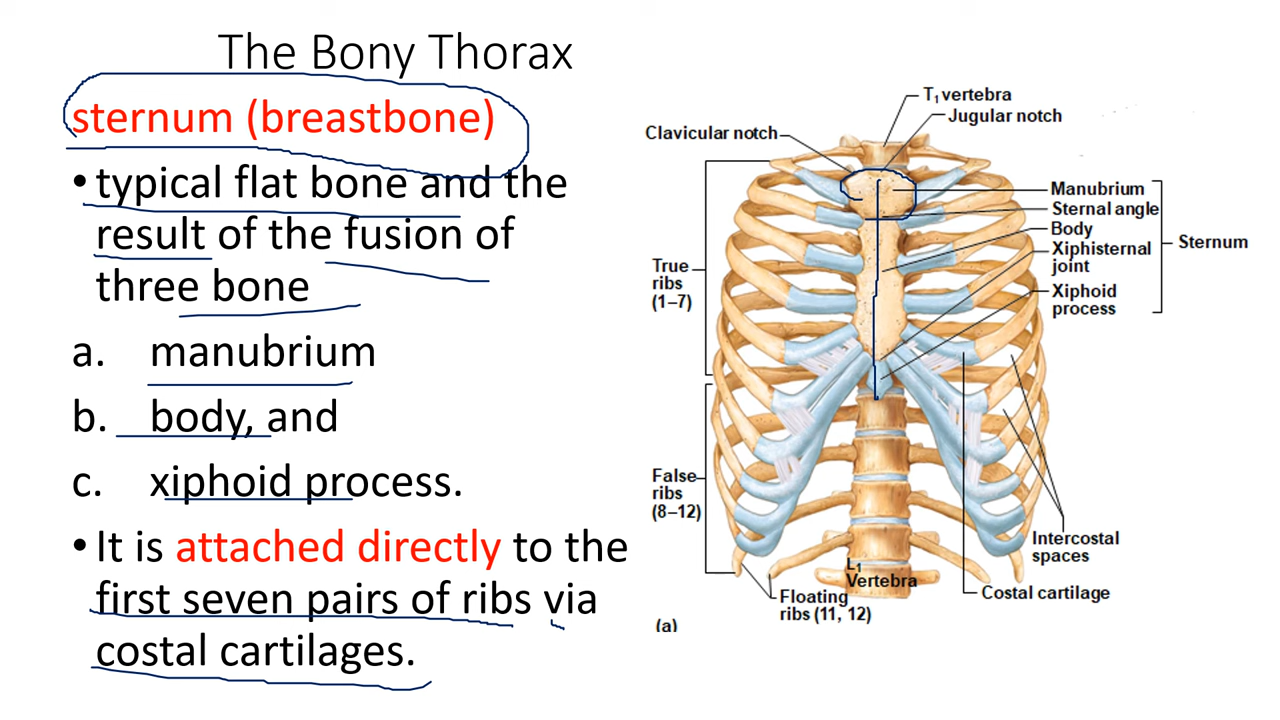 The Bony Thorax
sternum (breastbone)
• typical flat bone and the
result of the fusion of
three bone
a. manubrium
b. body, and
c. xiphoid process.
• It is attached directly to the
first seven pairs of ribs via
costal cartilages.
T1 vertebra
Jugular notch
Clavicular notch
Manubrium
Sternal angle
Body
Xiphisternal
joint
Xiphoid
process
Sternum
True
ribs
(1–7)
False
ribs
(8–12)
Intercostal
spaces
Costal cartilage
L1
Vertebra
Floating
ribs (11, 12)
(a)